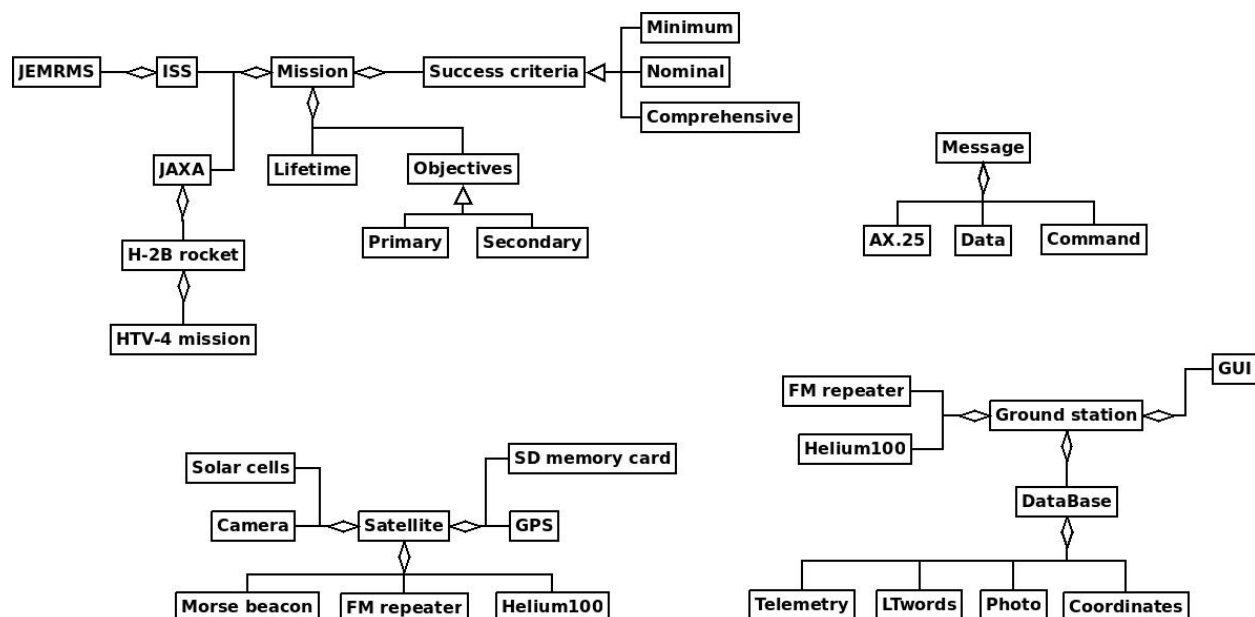 Minimum
JEMRMS
ISS
Mission
Success criteria
Nominal
Comprehensive
JAXA
Lifetime
Objectives
Primary
Secondary
H-2B rocket
HTV-4 mission
Message
AX.25
Data
Command
GUI
FM repeater
Ground station
Helium100
DataBase
Telemetry
LTwords
Photo
Coordinates
Solar cells
SD memory card
Camera
Satellite
GPS
Morse beacon
FM repeater
Helium100